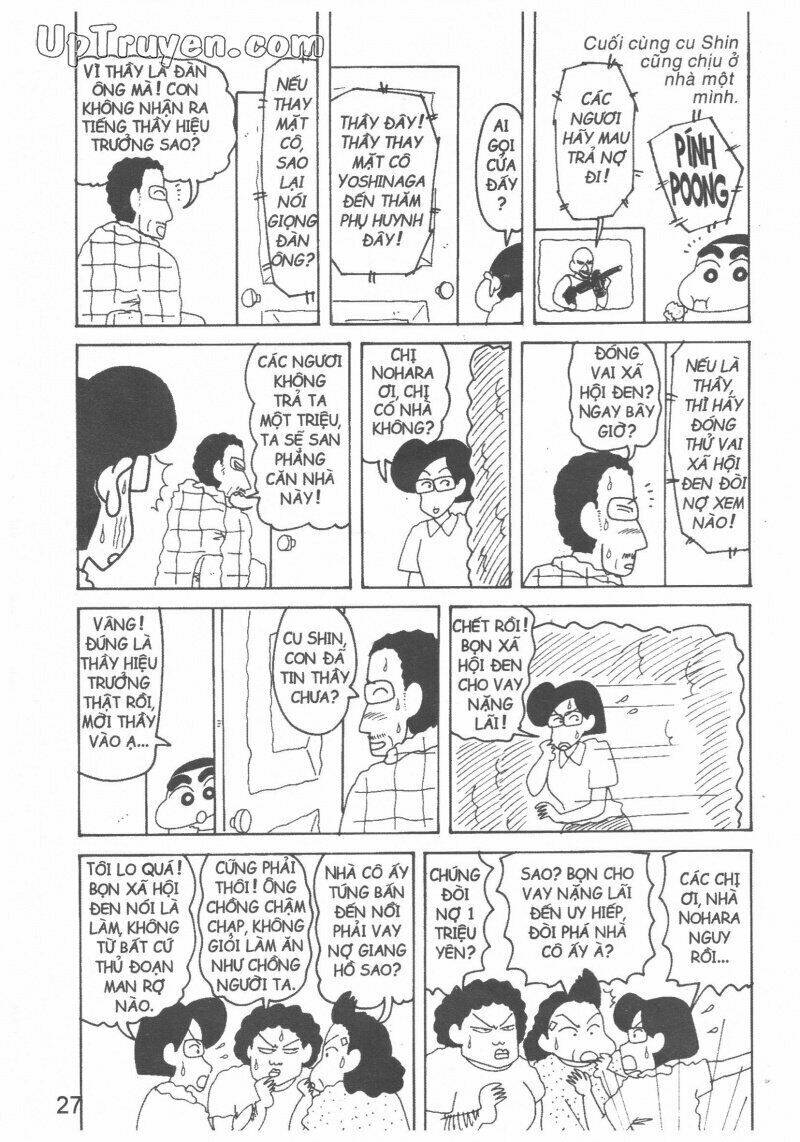 UpTruyen.com
Cuối cùng cu Shin
cũng chịu ở
nhà một
mình.
PÍNH
POONG
CÁC
NGƯƠI
HÃY MAU
TRẢ NỢ
ĐI!
AI
GỌI
CỬA
ĐẤY
?
THẦY ĐÂY!
THẦY THAY
MẶT CÔ
YOSHINAGA
ĐẾN THĂM
PHỤ HUYNH
ĐÂY!
NẾU
THAY
MẶT
CÔ,
SAO
LẠI
NÓI
GIỌNG
ĐÀN
ÔNG?
VÌ THẦY LÀ ĐÀN
ÔNG MÀ! CON
KHÔNG NHẬN RA
TIẾNG THẦY HIỆU
TRƯỞNG SAO?
NẾU LÀ
THẦY,
THÌ HÃY
ĐÓNG
THỬ VAI
XÃ HỘI
ĐEN ĐÒI
NỢ XEM
NÀO!
ĐÓNG
VAI XÃ
HỘI ĐEN?
NGAY BÂY
GIỜ?
CHỊ
NOHARA
ƠI, CHỊ
CÓ NHÀ
KHÔNG?
CÁC NGƯƠI
KHÔNG
TRẢ TA
MỘT TRIỆU,
TA SẼ SAN
PHẲNG
CĂN NHÀ
NÀY!
CHẾT RỒI!
BỌN XÃ
HỘI ĐEN
CHO VAY
NẶNG
LÃI!
CU SHIN,
CON ĐÃ
TIN THẦY
CHƯA?
VÂNG!
ĐÚNG LÀ
THẦY HIỆU
TRƯỞNG
THẬT RỒI,
MỜI THẦY
VÀO Ạ...
CÁC CHỊ
ƠI, NHÀ
NOHARA
NGUY
RỒI...
SAO? BỌN CHO
VAY NẶNG LÃI
ĐẾN UY HIẾP,
ĐÒI PHÁ NHÀ
CÔ ẤY À?
CHÚNG
ĐÒI
NỢ 1
TRIỆU
YÊN?
NHÀ CÔ ẤY
TÚNG BẤN
ĐẾN NỖI
PHẢI VAY
NỢ GIANG
HỒ SAO?
CŨNG PHẢI
THÔI! ÔNG
CHỒNG CHẬM
CHẠP, KHÔNG
GIỎI LÀM ĂN
NHƯ CHỒNG
NGƯỜI TA.
TÔI LO QUÁ!
BỌN XÃ HỘI
ĐEN NÓI LÀ
LÀM, KHÔNG
TỪ BẤT CỨ
THỦ ĐOẠN
MAN RỢ
NÀO.
27